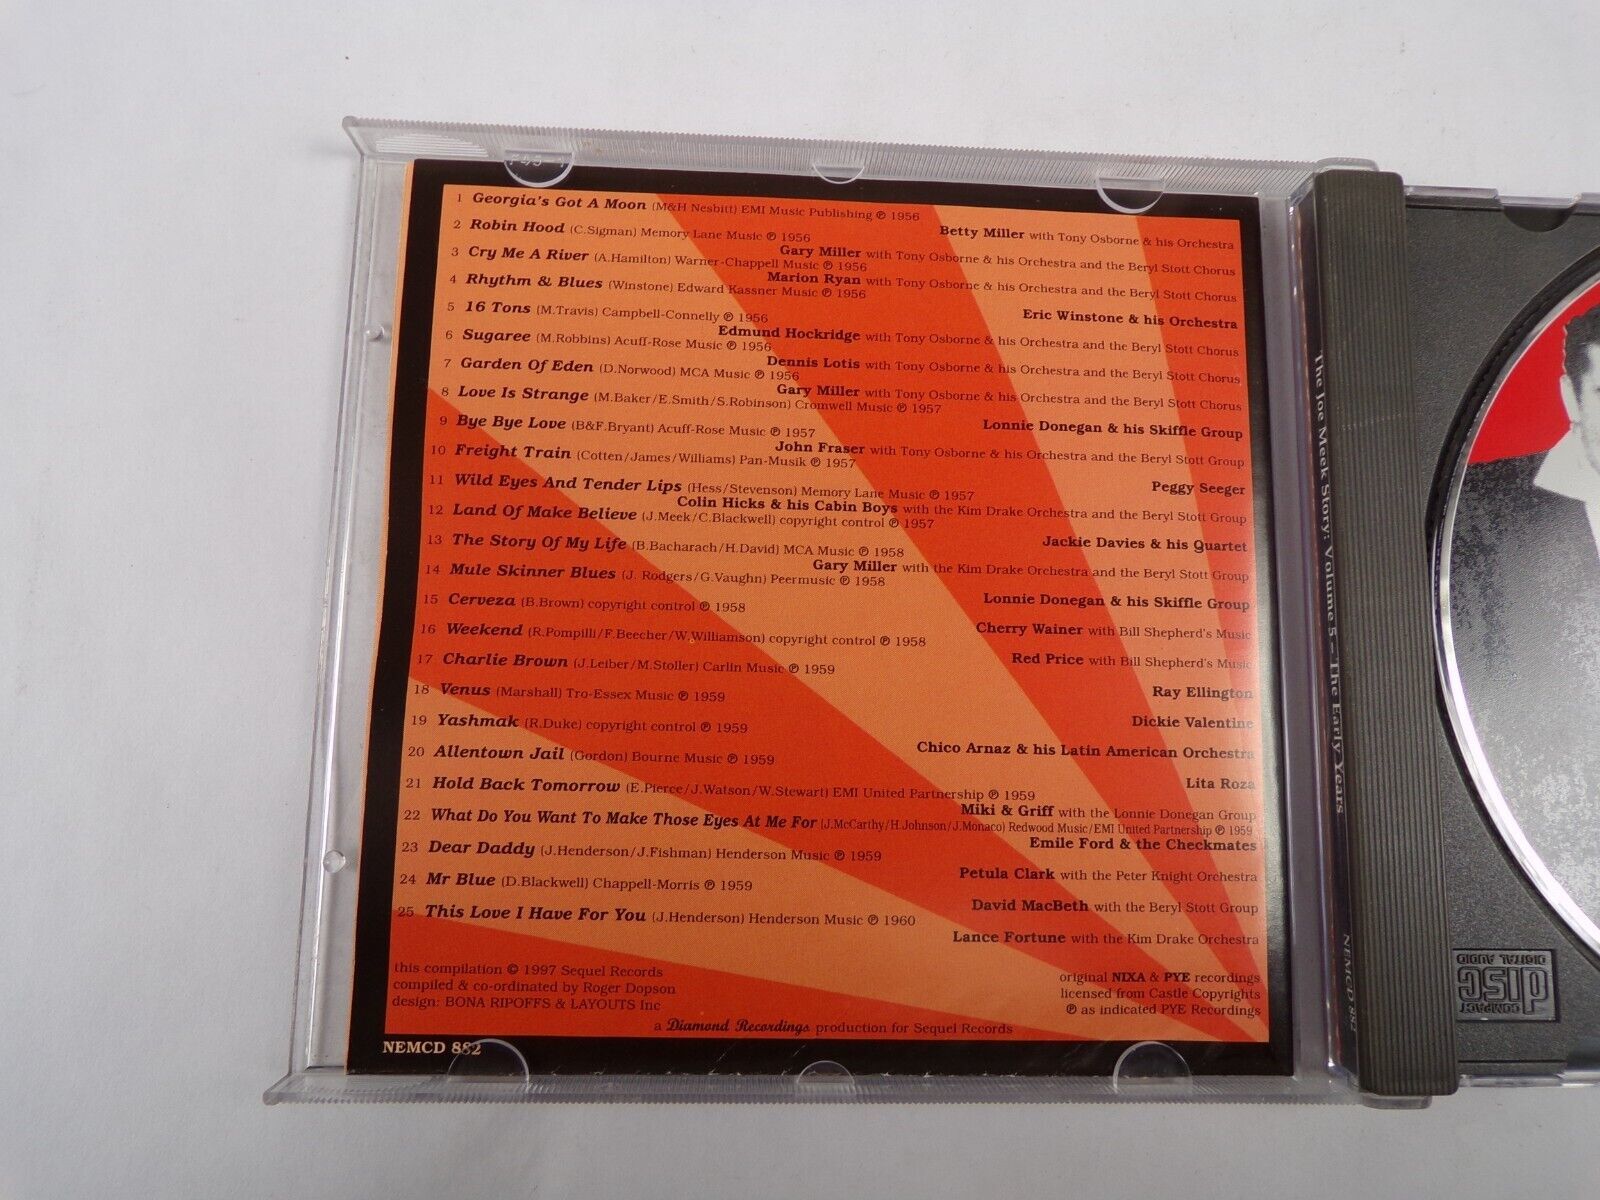 1 Georgia's Got A Moon (M&H Nesbitt) EMI Music Publishing ℗ 1956
Betty Miller with Tony Osborne & his Orchestra
2 Robin Hood (C.Sigman) Memory Lane Music ℗ 1956
Gary Miller with Tony Osborne & his Orchestra and the Beryl Stott Chorus
3 Cry Me A River (A.Hamilton) Warner-Chappell Music ℗ 1956
Marion Ryan with Tony Osborne & his Orchestra and the Beryl Stott Chorus
4 Rhythm & Blues (Winstone) Edward Kassner Music ℗ 1956
Eric Winstone & his Orchestra
5 16 Tons (M.Travis) Campbell-Connelly ℗ 1956
Edmund Hockridge with Tony Osborne & his Orchestra and the Beryl Stott Chorus
6 Sugaree (M.Robbins) Acuff-Rose Music ℗ 1956
Dennis Lotis with Tony Osborne & his Orchestra and the Beryl Stott Chorus
7 Garden Of Eden (D.Norwood) MCA Music ℗ 1956
Gary Miller with Tony Osborne & his Orchestra and the Beryl Stott Chorus
8 Love Is Strange (M.Baker/E.Smith/S.Robinson) Cromwell Music ℗ 1957
Lonnie Donegan & his Skiffle Group
9 Bye Bye Love (B&F.Bryant) Acuff-Rose Music ℗ 1957
John Fraser with Tony Osborne & his Orchestra and the Beryl Stott Group
10 Freight Train (Cotten/James/Williams) Pan-Musik ℗ 1957
Peggy Seeger
11 Wild Eyes And Tender Lips (Hess/Stevenson) Memory Lane Music ℗ 1957
Colin Hicks & his Cabin Boys with the Kim Drake Orchestra and the Beryl Stott Group
12 Land Of Make Believe (J.Meek/C.Blackwell) copyright control ℗ 1957
Jackie Davies & his Quartet
13 The Story Of My Life (B.Bacharach/H.David) MCA Music ℗ 1958
Gary Miller with the Kim Drake Orchestra and the Beryl Stott Group
14 Mule Skinner Blues (J. Rodgers/G.Vaughn) Peermusic ℗ 1958
Lonnie Donegan & his Skiffle Group
15 Cerveza (B.Brown) copyright control ℗ 1958
Cherry Wainer with Bill Shepherd's Music
16 Weekend (R.Pompilli/F.Beecher/W.Williamson) copyright control ℗ 1958
Red Price with Bill Shepherd's Music
17 Charlie Brown (J.Leiber/M.Stoller) Carlin Music ℗ 1959
Ray Ellington
18 Venus (Marshall) Tro-Essex Music ℗ 1959
Dickie Valentine
19 Yashmak (R.Duke) copyright control ℗ 1959
Chico Arnaz & his Latin American Orchestra
20 Allentown Jail (Gordon) Bourne Music ℗ 1959
Lita Roza
21 Hold Back Tomorrow (E.Pierce/J.Watson/W.Stewart) EMI United Partnership ℗ 1959
Miki & Griff with the Lonnie Donegan Group
22 What Do You Want To Make Those Eyes At Me For (J.McCarthy/H.Johnson/J.Monaco) Redwood Music/EMI United Partnership ℗ 1959
Emile Ford & the Checkmates
23 Dear Daddy (J.Henderson/J.Fishman) Henderson Music ℗ 1959
Petula Clark with the Peter Knight Orchestra
24 Mr Blue (D.Blackwell) Chappell-Morris ℗ 1959
David MacBeth with the Beryl Stott Group
25 This Love I Have For You (J.Henderson) Henderson Music ℗ 1960
Lance Fortune with the Kim Drake Orchestra
this compilation © 1997 Sequel Records
compiled & co-ordinated by Roger Dopson
design: BONA RIPOFFS & LAYOUTS Inc
original NIXA & PYE recordings
licensed from Castle Copyrights
℗ as indicated PYE Recordings
a Diamond Recordings production for Sequel Records
NEMCD 882
The Joe Meek Story: Volume 5 - The Early Years
NEMCD 882
COMPACT
disc
DIGITAL AUDIO